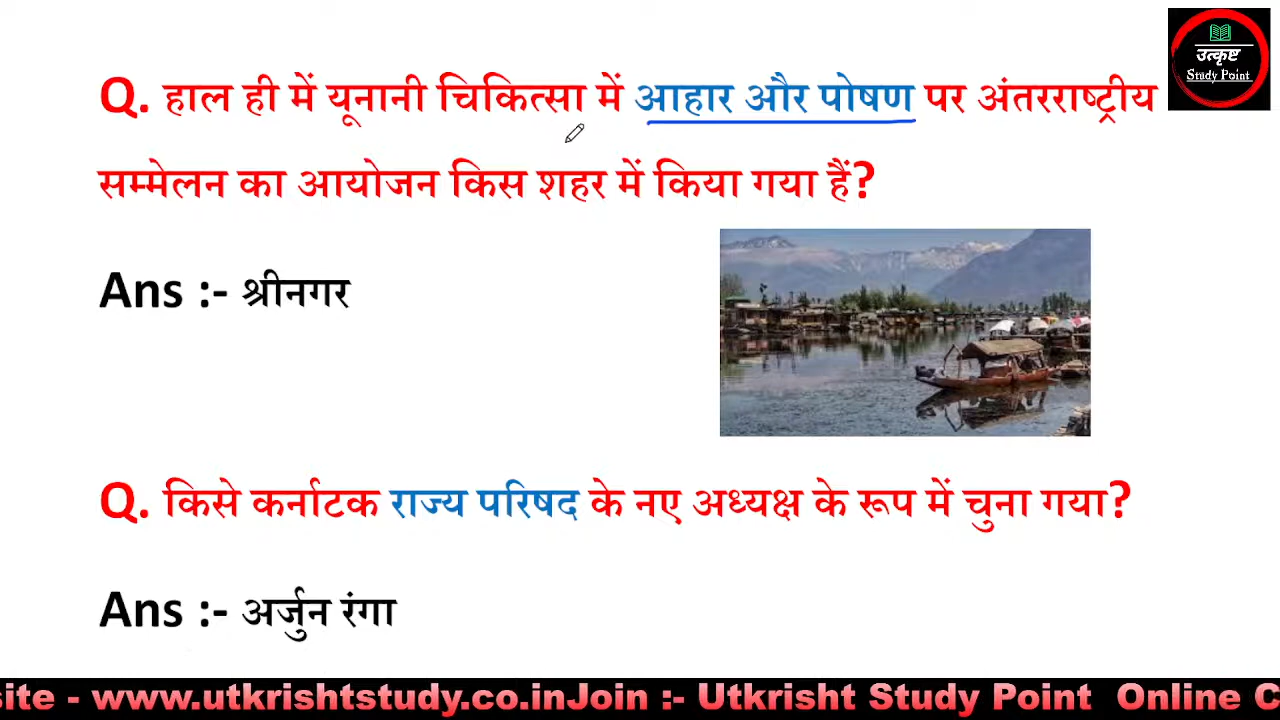 उत्कृष्ट
Study Point
Q. हाल ही में यूनानी चिकित्सा में आहार और पोषण पर अंतरराष्ट्रीय
सम्मेलन का आयोजन किस शहर में किया गया हैं?
Ans :- श्रीनगर
Q. किसे कर्नाटक राज्य परिषद के नए अध्यक्ष के रूप में चुना गया?
Ans :- अर्जुन रंगा
site - www.utkrishtstudy.co.inJoin :- Utkrisht Study Point Online C